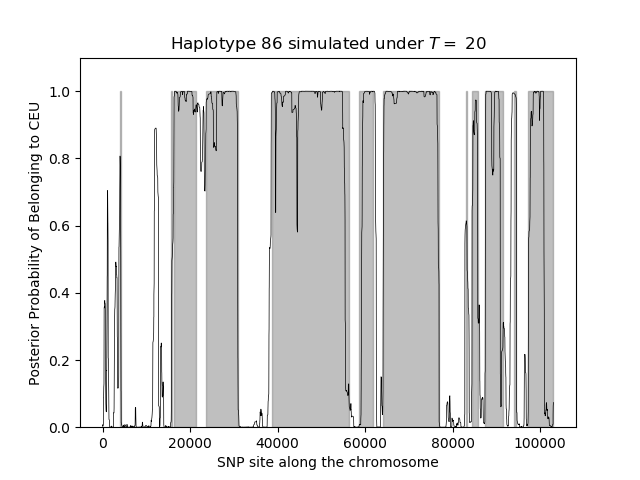 Haplotype 86 simulated under T = 20
Posterior Probability of Belonging to CEU
1.0
0.8
0.6
0.4
0.2
0.0
0 20000 40000 60000 80000 100000
SNP site along the chromosome